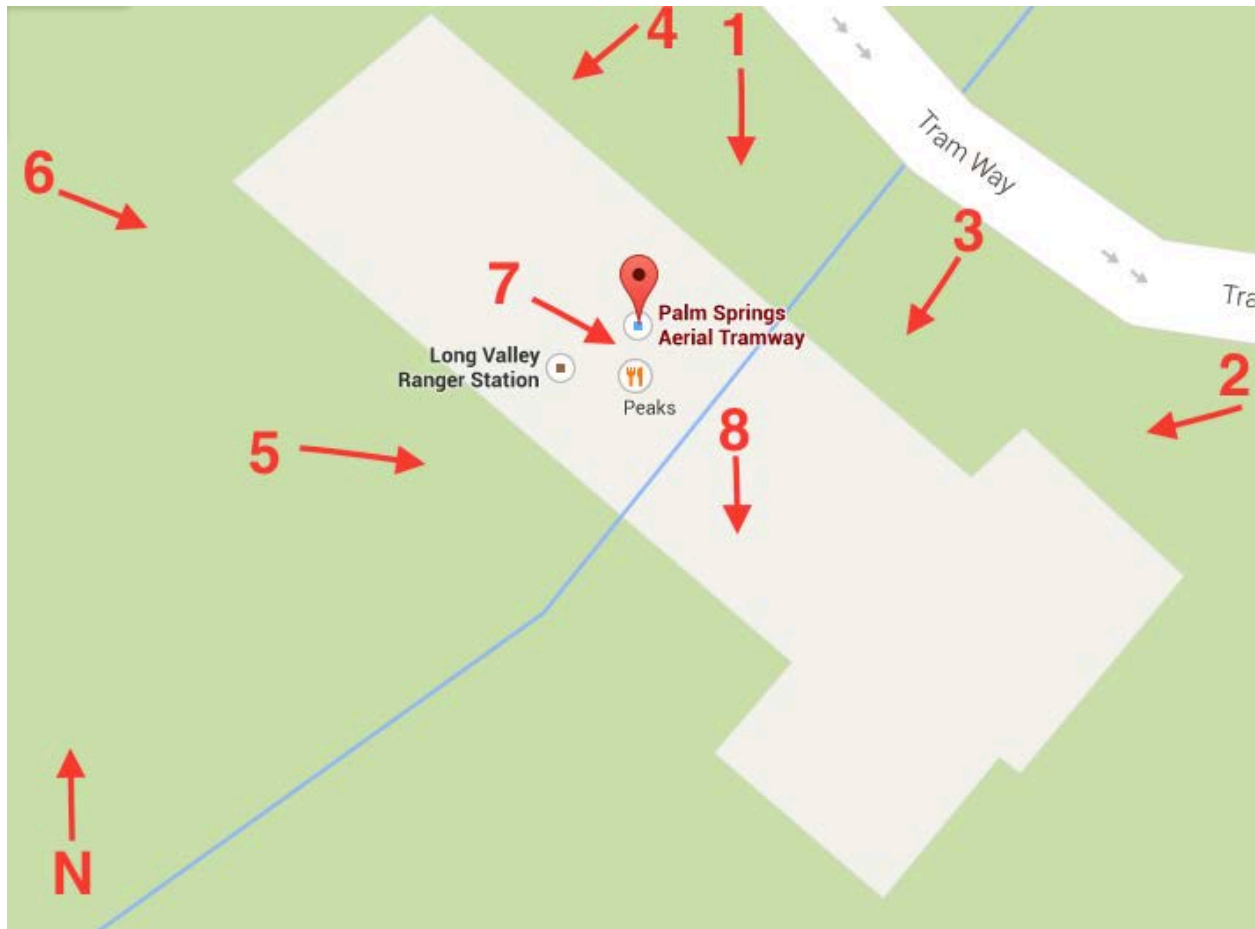 4
1
Tram Way
6
3
7
Palm Springs
Aerial Tramway
Tra
Long Valley
Ranger Station
2
Peaks
8
5
N